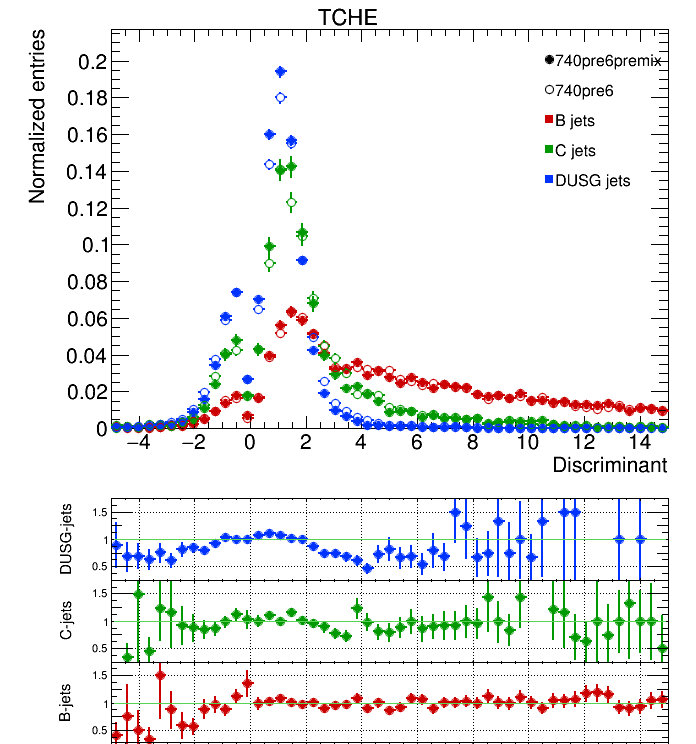 TCHE
Normalized entries
0.2
0.18
0.16
0.14
0.12
0.1
0.08
0.06
0.04
0.02
0
740pre6premix
740pre6
B jets
C jets
DUSG jets
−4 −2 0 2 4 6 8 10 12 14
Discriminant
DUSG-jets
1.5
1
0.5
C-jets
1.5
1
0.5
B-jets
1.5
1
0.5